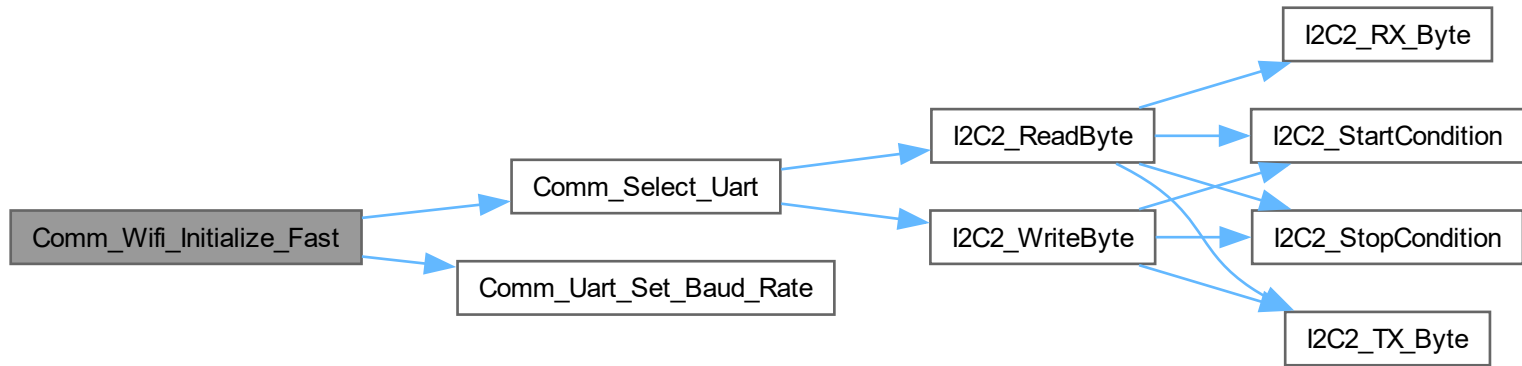 Comm_Wifi_Initialize_Fast
Comm_Select_Uart
Comm_Uart_Set_Baud_Rate
I2C2_ReadByte
I2C2_WriteByte
I2C2_RX_Byte
I2C2_StartCondition
I2C2_StopCondition
I2C2_TX_Byte